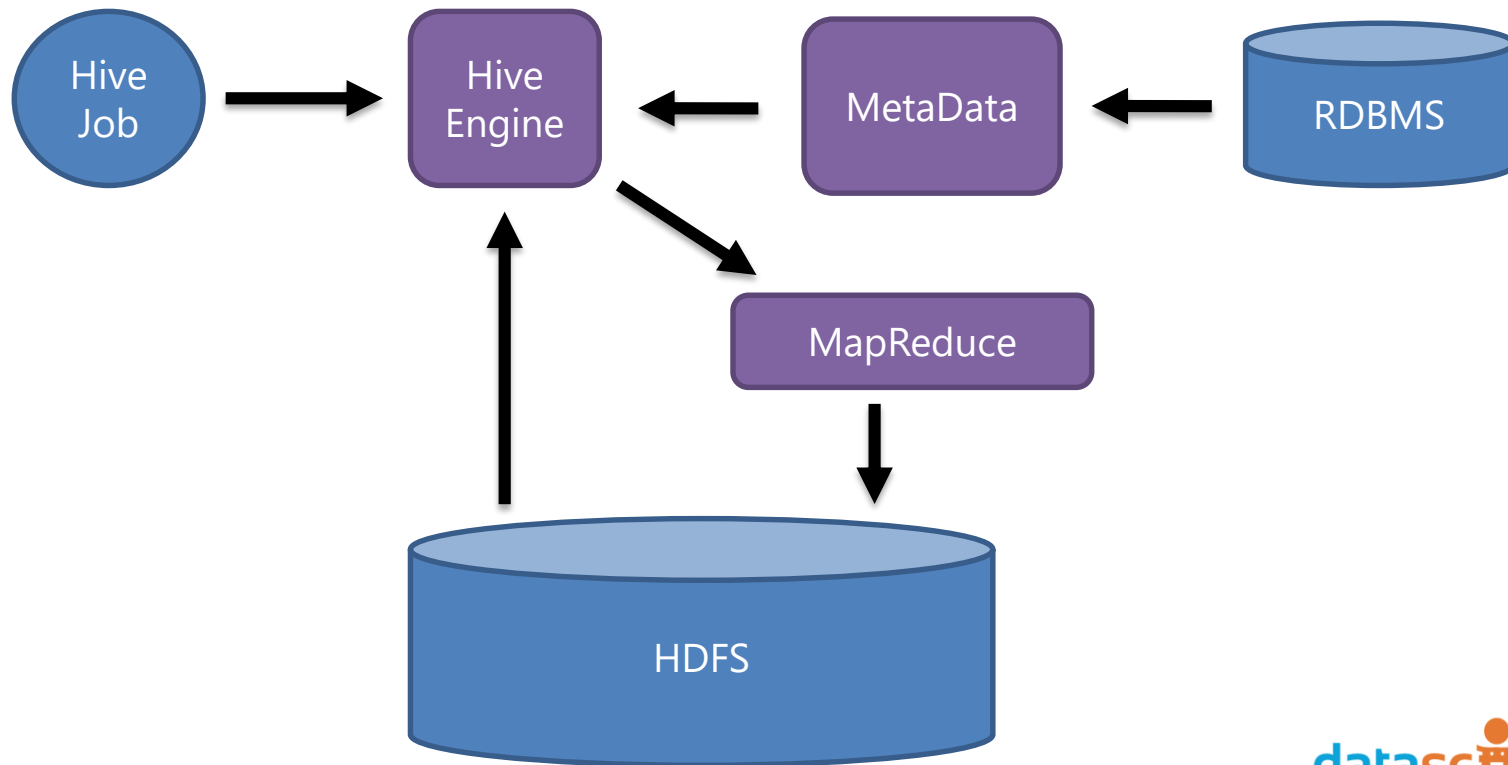 Hive
Job
Hive
Engine
MetaData
RDBMS
MapReduce
HDFS